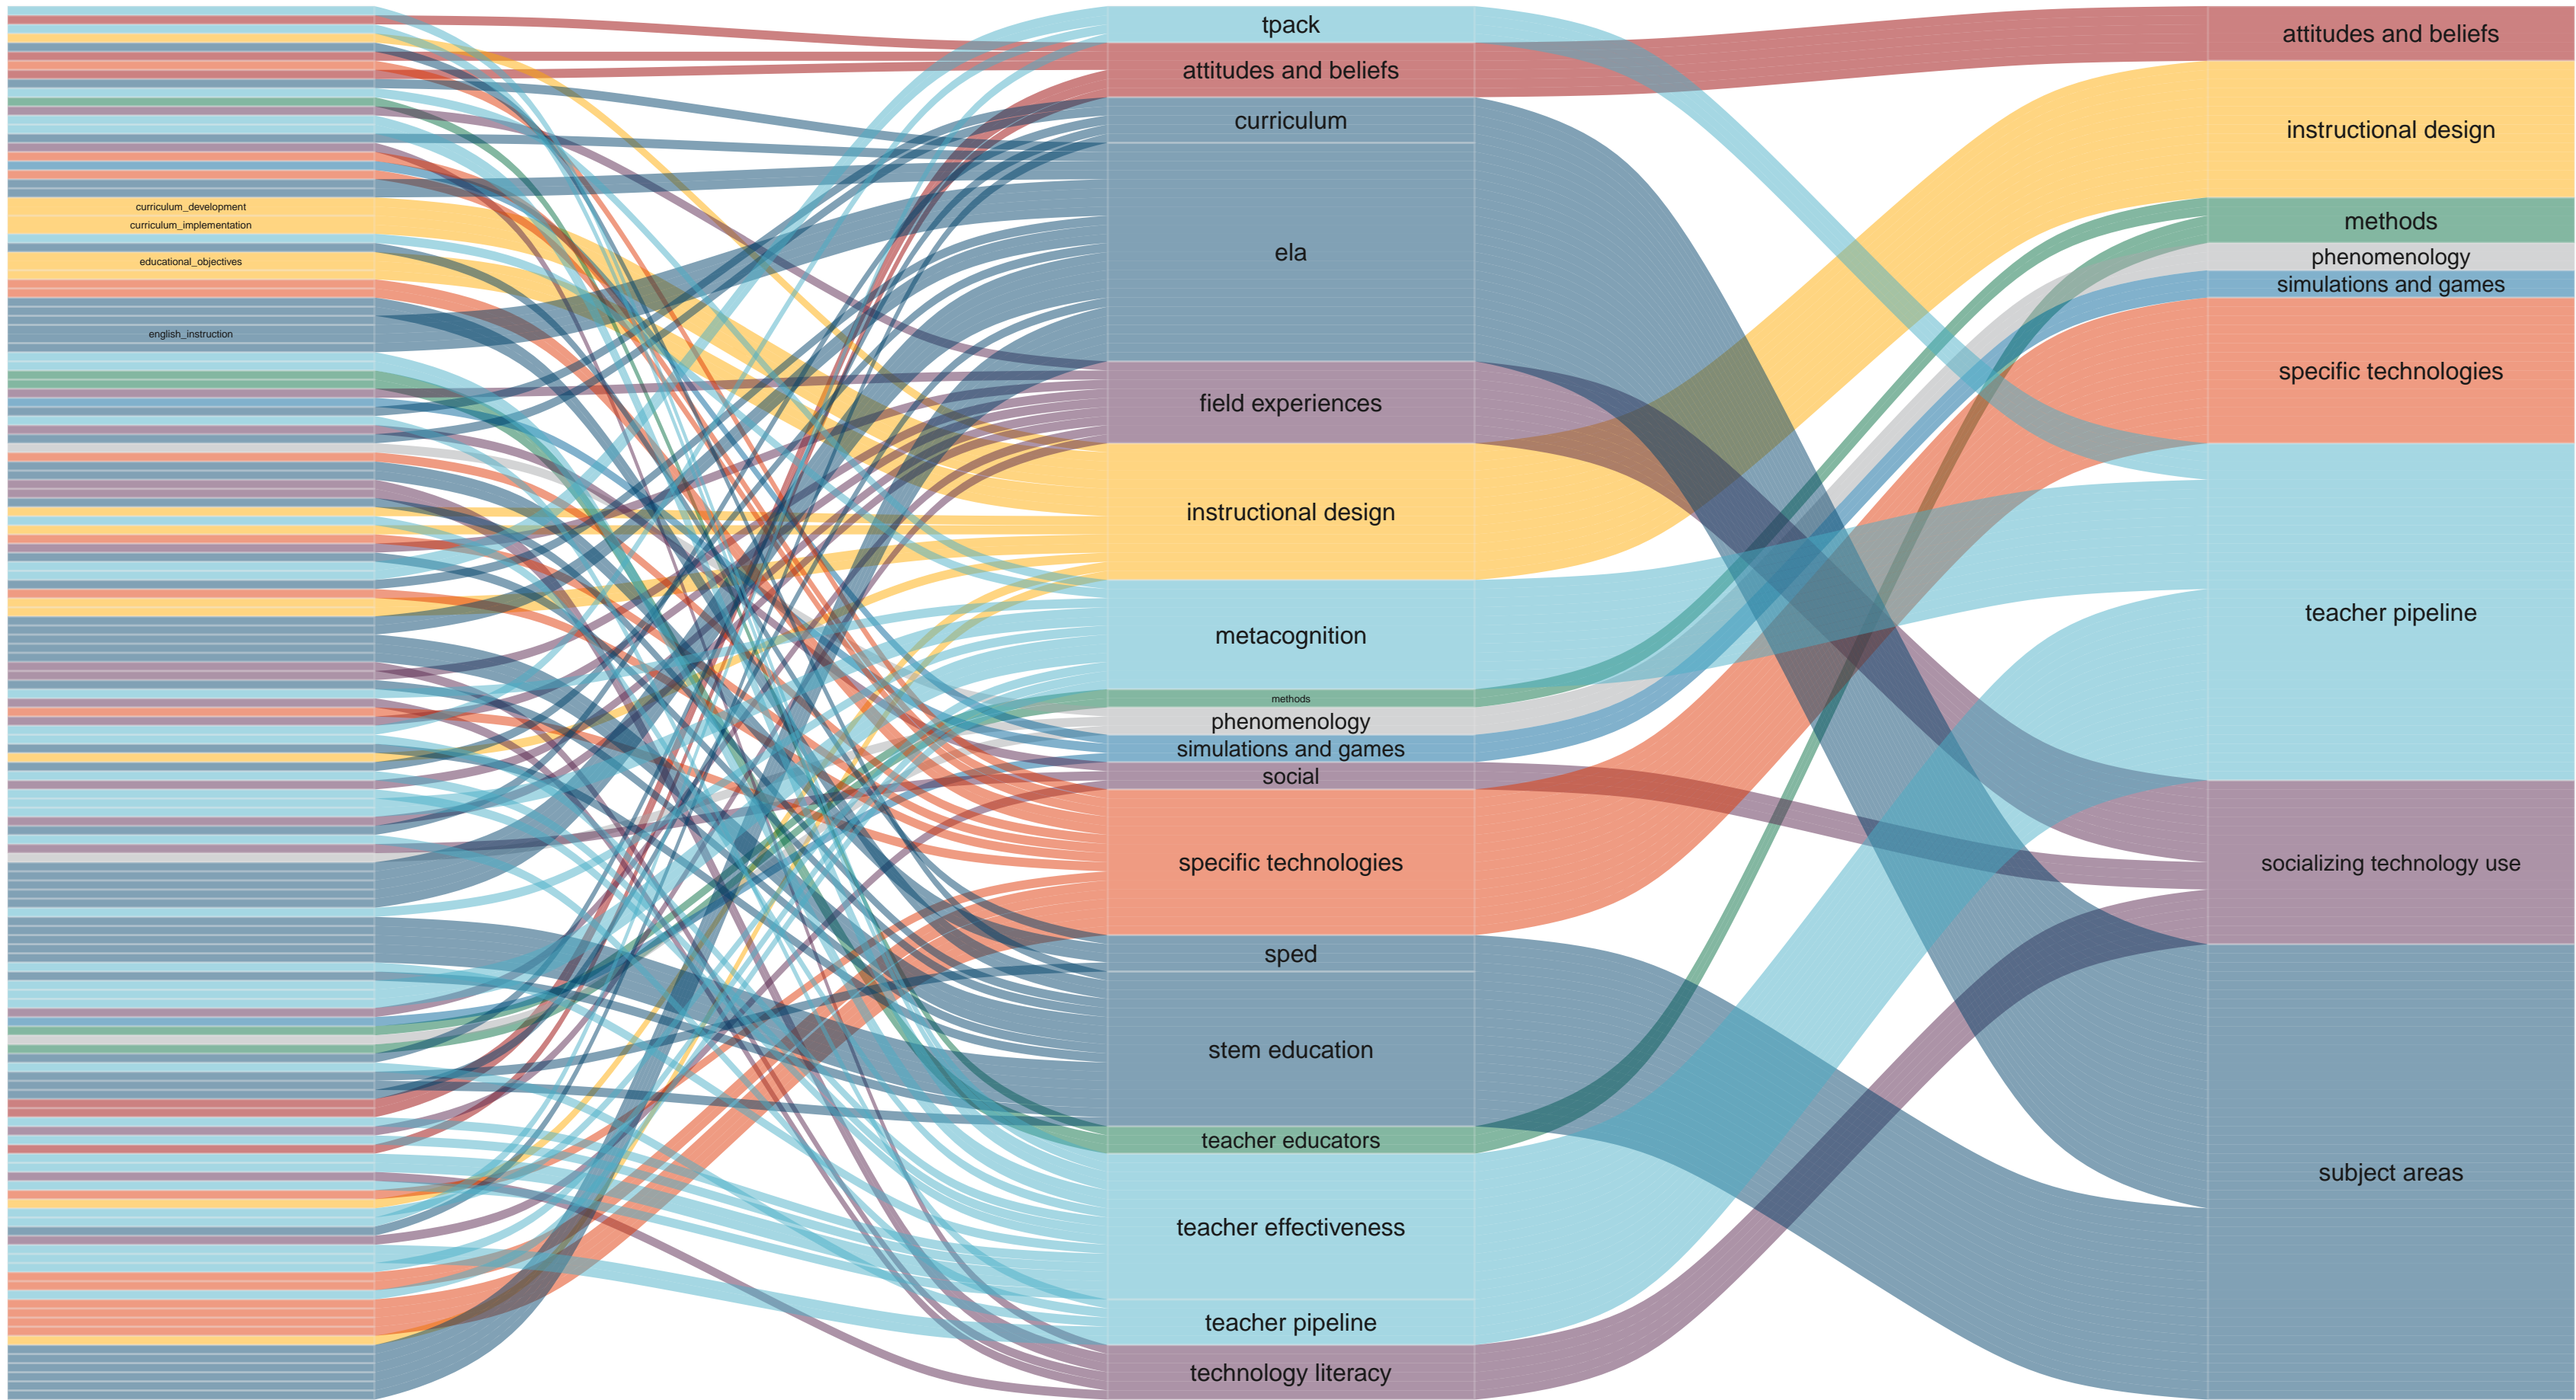 curriculum_development
curriculum_implementation
educational_objectives
english_instruction
tpack
attitudes and beliefs
curriculum
ela
field experiences
instructional design
metacognition
methods
phenomenology
simulations and games
social
specific technologies
sped
stem education
teacher educators
teacher effectiveness
teacher pipeline
technology literacy
attitudes and beliefs
instructional design
methods
phenomenology
simulations and games
specific technologies
teacher pipeline
socializing technology use
subject areas